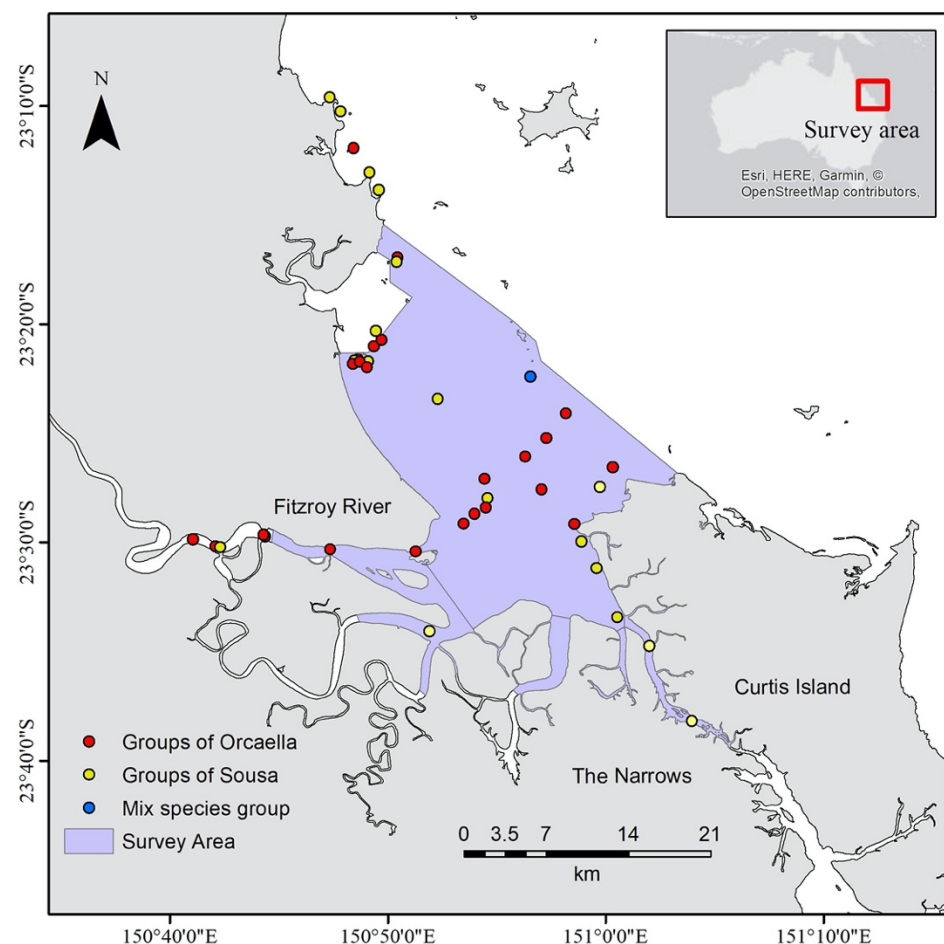 N
Survey area
Esri, HERE, Garmin, ©
OpenStreetMap contributors,
23°10'0"S
23°20'0"S
23°30'0"S
23°40'0"S
Fitzroy River
Curtis Island
The Narrows
Groups of Orcaella
Groups of Sousa
Mix species group
Survey Area
0 3.5 7 14 21
km
150°40'0"E 150°50'0"E 151°0'0"E 151°10'0"E